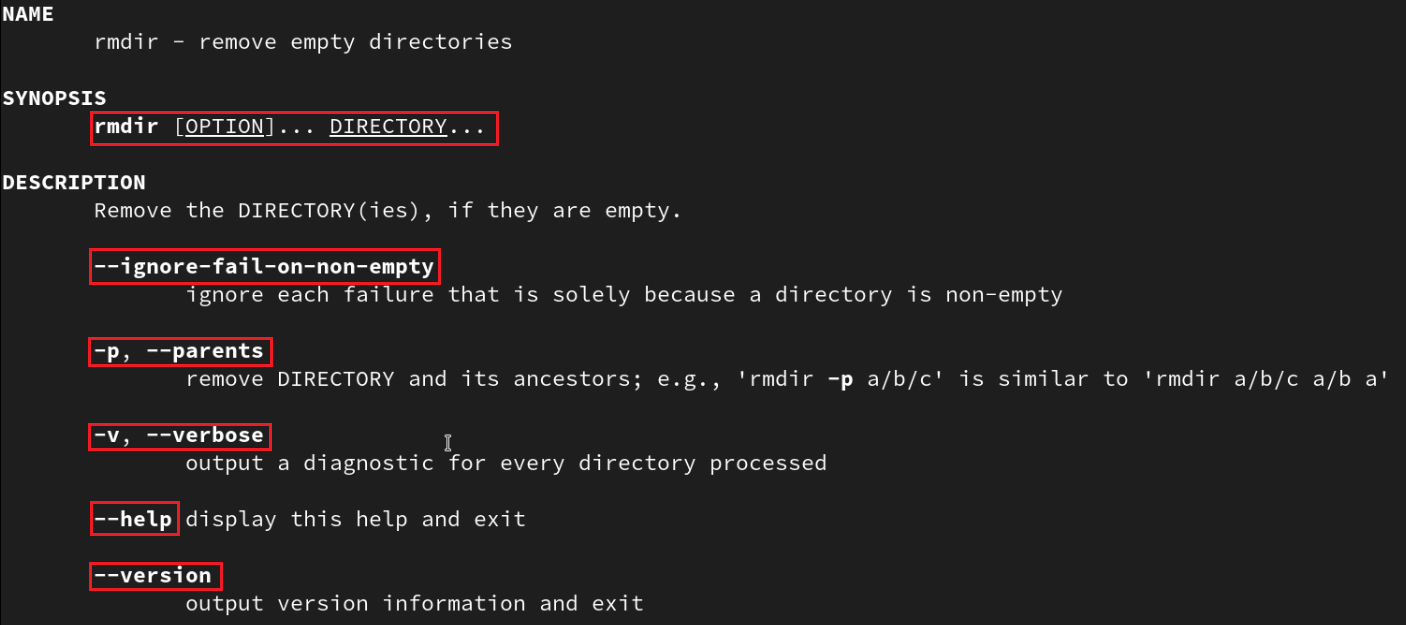 NAME
rmdir - remove empty directories
SYNOPSIS
rmdir [OPTION]... DIRECTORY...
DESCRIPTION
Remove the DIRECTORY(ies), if they are empty.
--ignore-fail-on-non-empty
ignore each failure that is solely because a directory is non-empty
-p, --parents
remove DIRECTORY and its ancestors; e.g., 'rmdir -p a/b/c' is similar to 'rmdir a/b/c a/b a'
-v, --verbose
output a diagnostic for every directory processed
--help display this help and exit
--version
output version information and exit